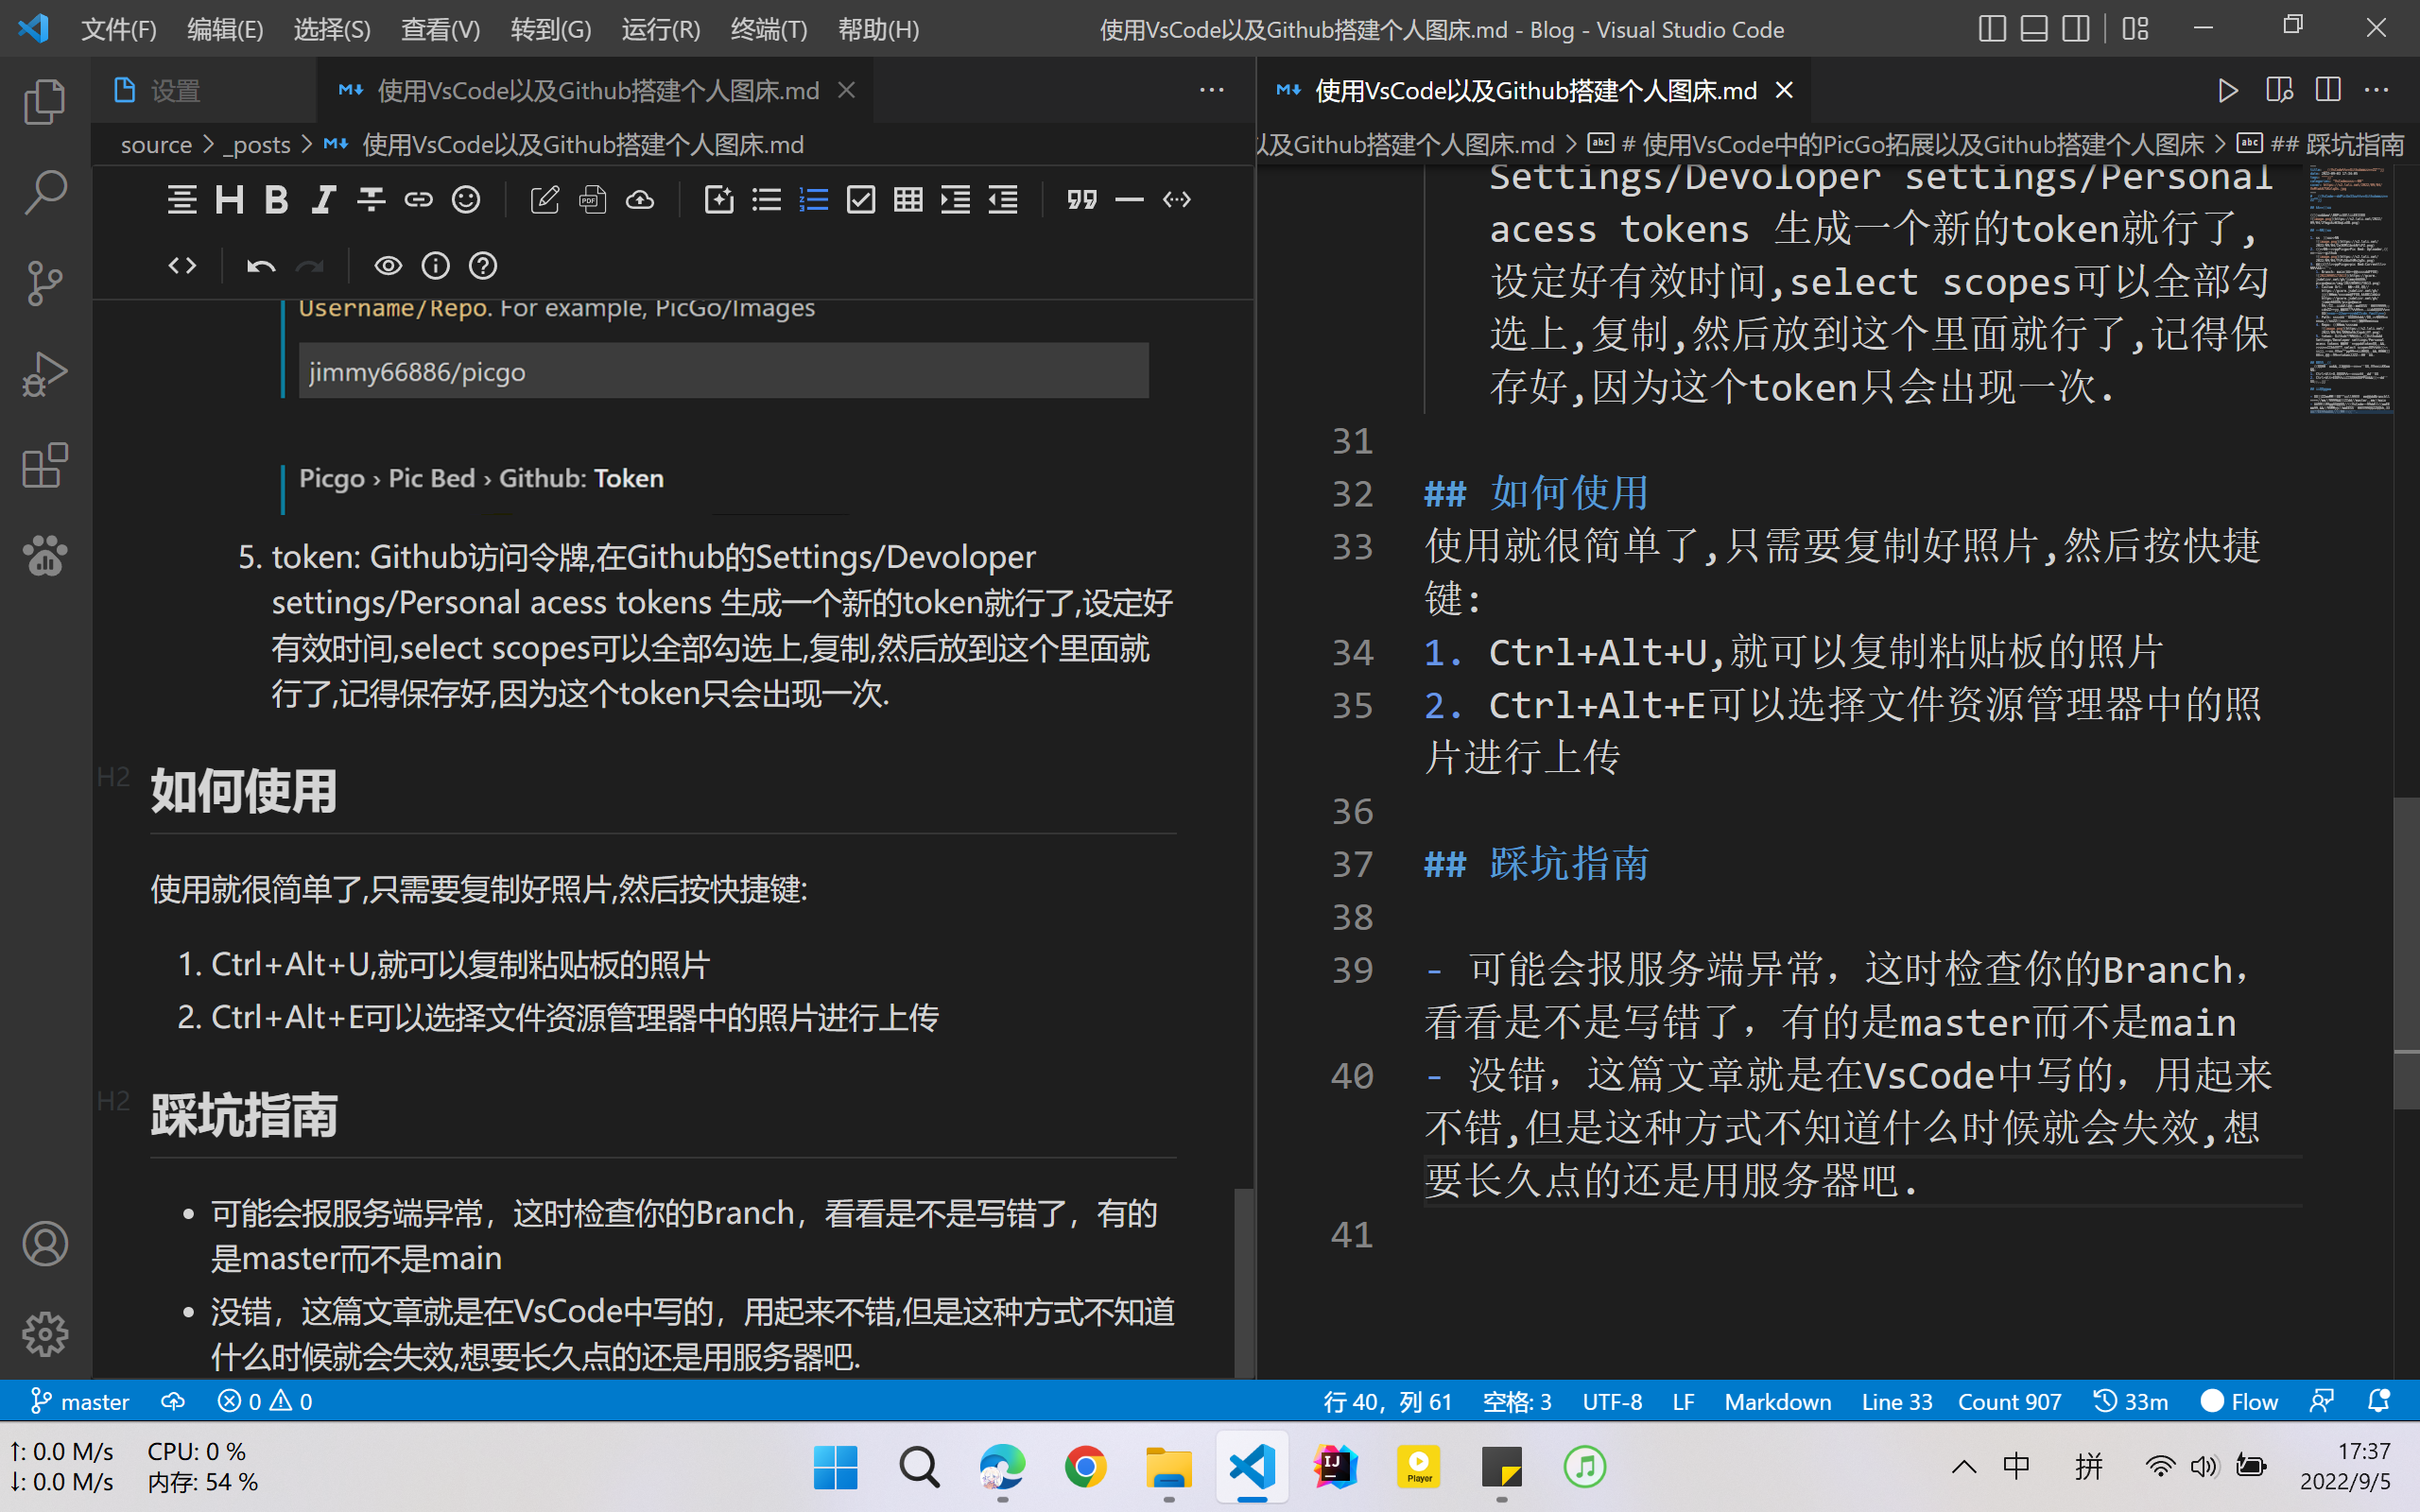 文件(F) 编辑(E) 选择(S) 查看(V) 转到(G) 运行(R) 终端(T) 帮助(H) 使用VsCode以及Github搭建个人图床.md - Blog - Visual Studio Code
设置 使用VsCode以及Github搭建个人图床.md
source > _posts > 使用VsCode以及Github搭建个人图床.md
Username/Repo. For example, PicGo/Images
jimmy66886/picgo
Picgo › Pic Bed › Github: Token
5. token: Github访问令牌,在Github的Settings/Devoloper
settings/Personal acess tokens 生成一个新的token就行了,设定好
有效时间,select scopes可以全部勾选上,复制,然后放到这个里面就
行了,记得保存好,因为这个token只会出现一次.
H2 如何使用
使用就很简单了,只需要复制好照片,然后按快捷键:
1. Ctrl+Alt+U,就可以复制粘贴板的照片
2. Ctrl+Alt+E可以选择文件资源管理器中的照片进行上传
H2 踩坑指南
• 可能会报服务端异常，这时检查你的Branch，看看是不是写错了，有的
是master而不是main
• 没错，这篇文章就是在VsCode中写的，用起来不错,但是这种方式不知道
什么时候就会失效,想要长久点的还是用服务器吧.
使用VsCode以及Github搭建个人图床.md
以及Github搭建个人图床.md > # 使用VsCode中的PicGo拓展以及Github搭建个人图床 > ## 踩坑指南
Settings/Devoloper settings/Personal
acess tokens 生成一个新的token就行了,
设定好有效时间,select scopes可以全部勾
选上,复制,然后放到这个里面就行了,记得保
存好,因为这个token只会出现一次.
31
32 ## 如何使用
33 使用就很简单了,只需要复制好照片,然后按快捷
键:
34 1. Ctrl+Alt+U,就可以复制粘贴板的照片
35 2. Ctrl+Alt+E可以选择文件资源管理器中的照
片进行上传
36
37 ## 踩坑指南
38
39 - 可能会报服务端异常，这时检查你的Branch，
看看是不是写错了，有的是master而不是main
40 - 没错，这篇文章就是在VsCode中写的，用起来
不错,但是这种方式不知道什么时候就会失效,想
要长久点的还是用服务器吧.
41
master 0 0 行 40，列 61 空格: 3 UTF-8 LF Markdown Line 33 Count 907 33m Flow
↑: 0.0 M/s CPU: 0 %
↓: 0.0 M/s 内存: 54 %
IJ Player 中 拼 17:37
2022/9/5